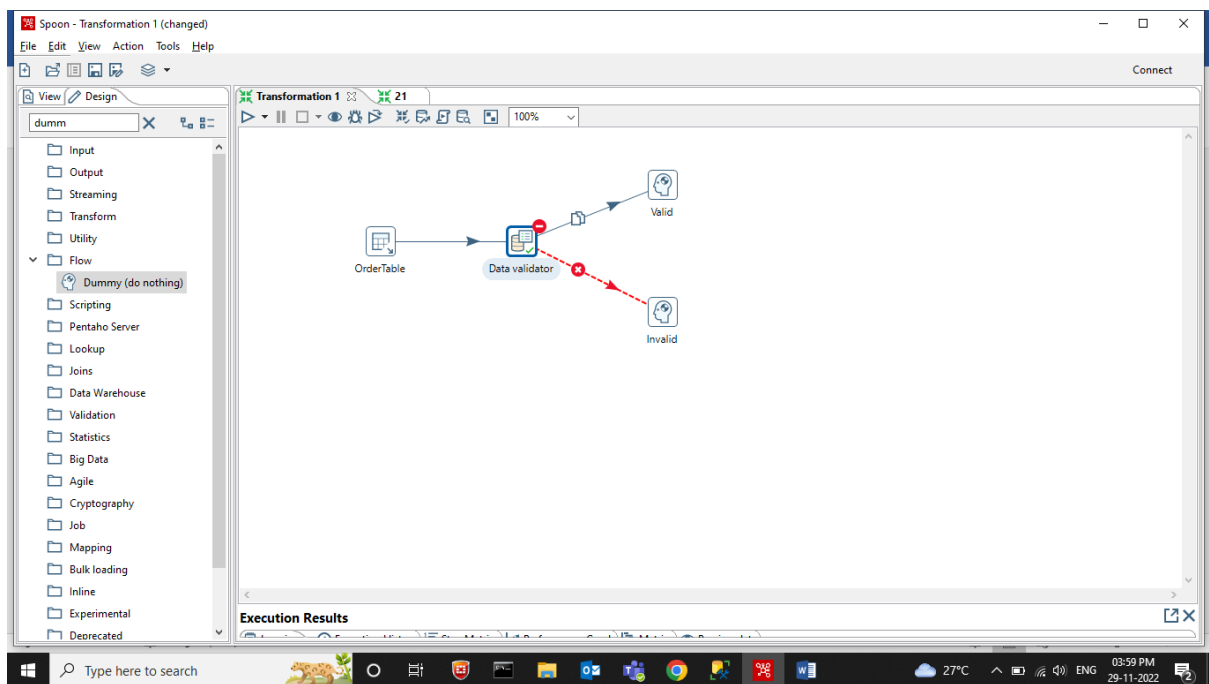 Spoon - Transformation 1 (changed)
File Edit View Action Tools Help
Connect
View Design
Transformation 1 21
dumm
100%
Input
Output
Streaming
Transform
Utility
Flow
Dummy (do nothing)
Scripting
Pentaho Server
Lookup
Joins
Data Warehouse
Validation
Statistics
Big Data
Agile
Cryptography
Job
Mapping
Bulk loading
Inline
Experimental
Deprecated
Valid
OrderTable
Data validator
Invalid
Execution Results
Type here to search
27°C
ENG
03:59 PM
29-11-2022
2